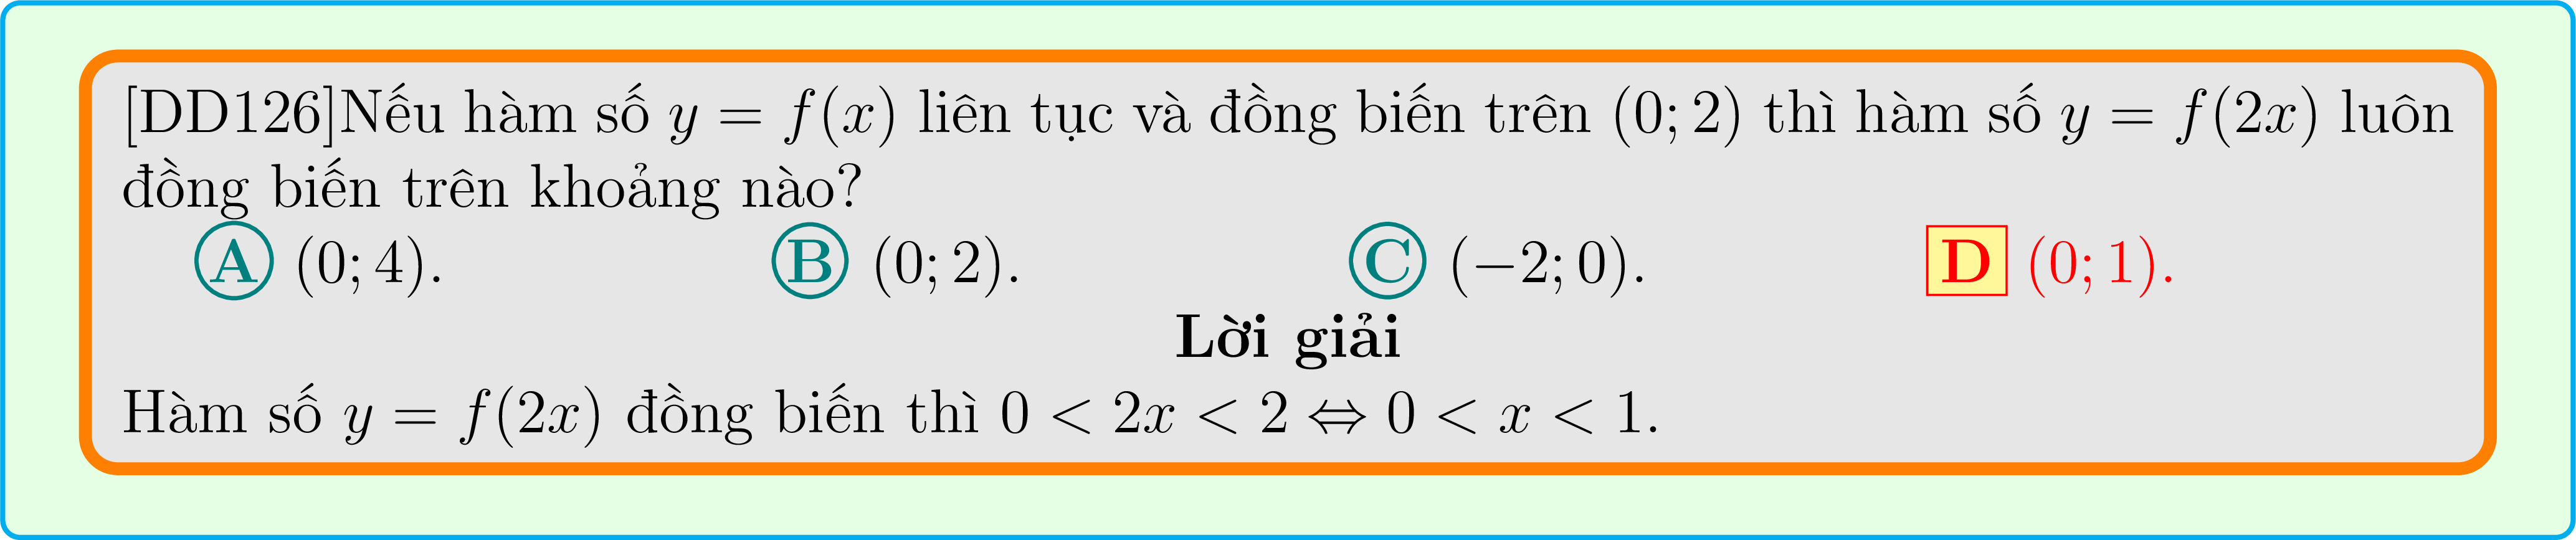 [DD126]Nếu hàm số y = f(x) liên tục và đồng biến trên (0; 2) thì hàm số y = f(2x) luôn
đồng biến trên khoảng nào?
A (0; 4). B (0; 2). C (−2; 0). D (0; 1).
Lời giải
Hàm số y = f(2x) đồng biến thì 0 < 2x < 2 ⇔ 0 < x < 1.